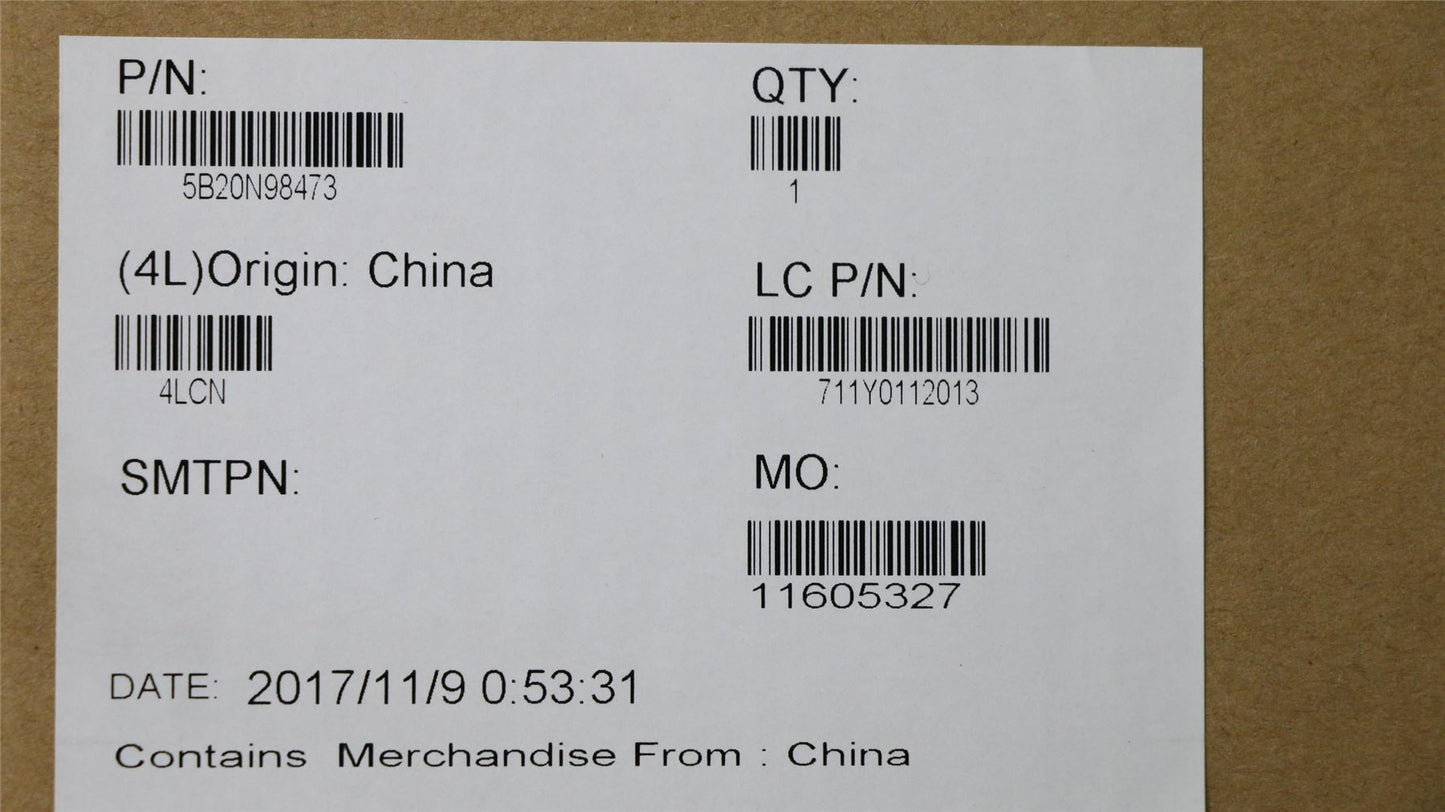 P/N:
5B20N98473
QTY:
1
(4L)Origin: China
4LCN
LC P/N:
711Y0112013
SMTPN:
MO:
11605327
DATE: 2017/11/9 0:53:31
Contains Merchandise From : China